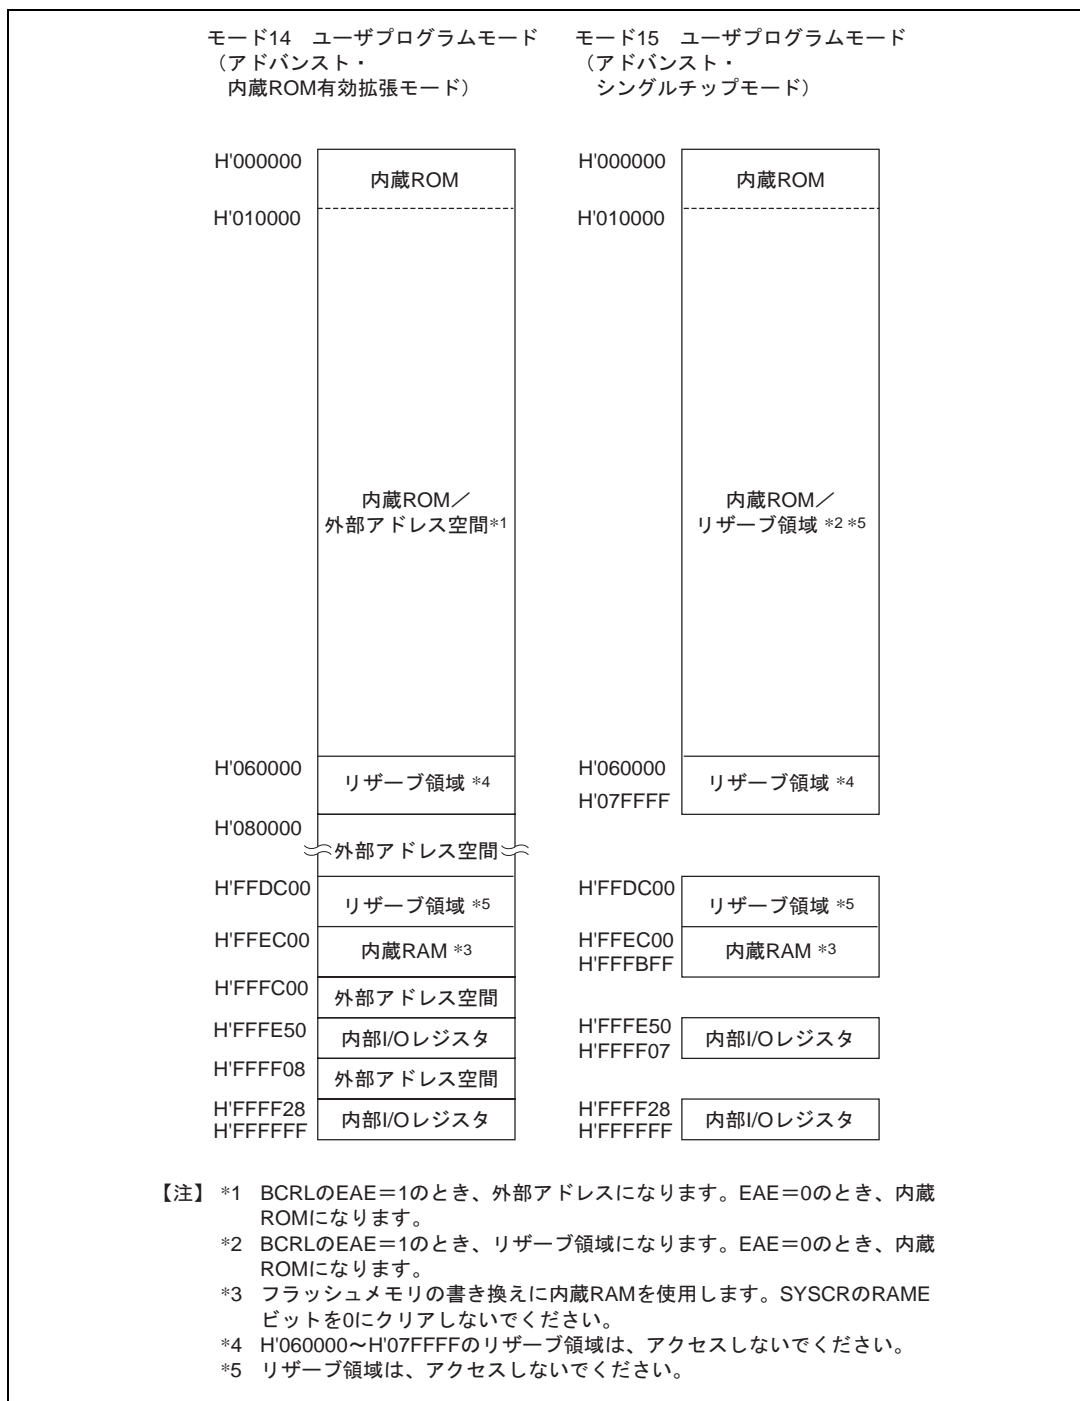 モード14　ユーザプログラムモード
（アドバンスト・
内蔵ROM有効拡張モード）
H'000000
内蔵ROM
H'010000
内蔵ROM／
外部アドレス空間*1
H'060000
リザーブ領域 *4
H'080000
外部アドレス空間
H'FFDC00
リザーブ領域 *5
H'FFEC00
内蔵RAM *3
H'FFFC00
外部アドレス空間
H'FFFE50
内部I/Oレジスタ
H'FFFF08
外部アドレス空間
H'FFFF28
内部I/Oレジスタ
H'FFFFFF
モード15　ユーザプログラムモード
（アドバンスト・
シングルチップモード）
H'000000
内蔵ROM
H'010000
内蔵ROM／
リザーブ領域 *2 *5
H'060000
リザーブ領域 *4
H'07FFFF
H'FFDC00
リザーブ領域 *5
H'FFEC00
内蔵RAM *3
H'FFFBFF
H'FFFE50
内部I/Oレジスタ
H'FFFF07
H'FFFF28
内部I/Oレジスタ
H'FFFFFF
【注】 *1　BCRLのEAE＝1のとき、外部アドレスになります。EAE＝0のとき、内蔵
ROMになります。
*2　BCRLのEAE＝1のとき、リザーブ領域になります。EAE＝0のとき、内蔵
ROMになります。
*3　フラッシュメモリの書き換えに内蔵RAMを使用します。SYSCRのRAME
ビットを0にクリアしないでください。
*4　H'060000～H'07FFFFのリザーブ領域は、アクセスしないでください。
*5　リザーブ領域は、アクセスしないでください。